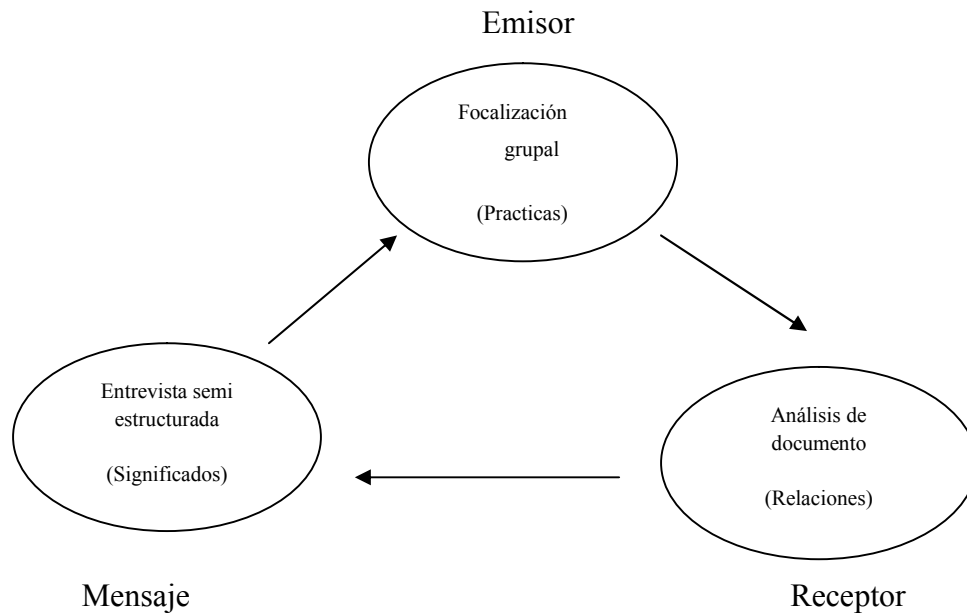 Emisor
Focalización
grupal
(Practicas)
Entrevista semi
estructurada
(Significados)
Análisis de
documento
(Relaciones)
Mensaje
Receptor